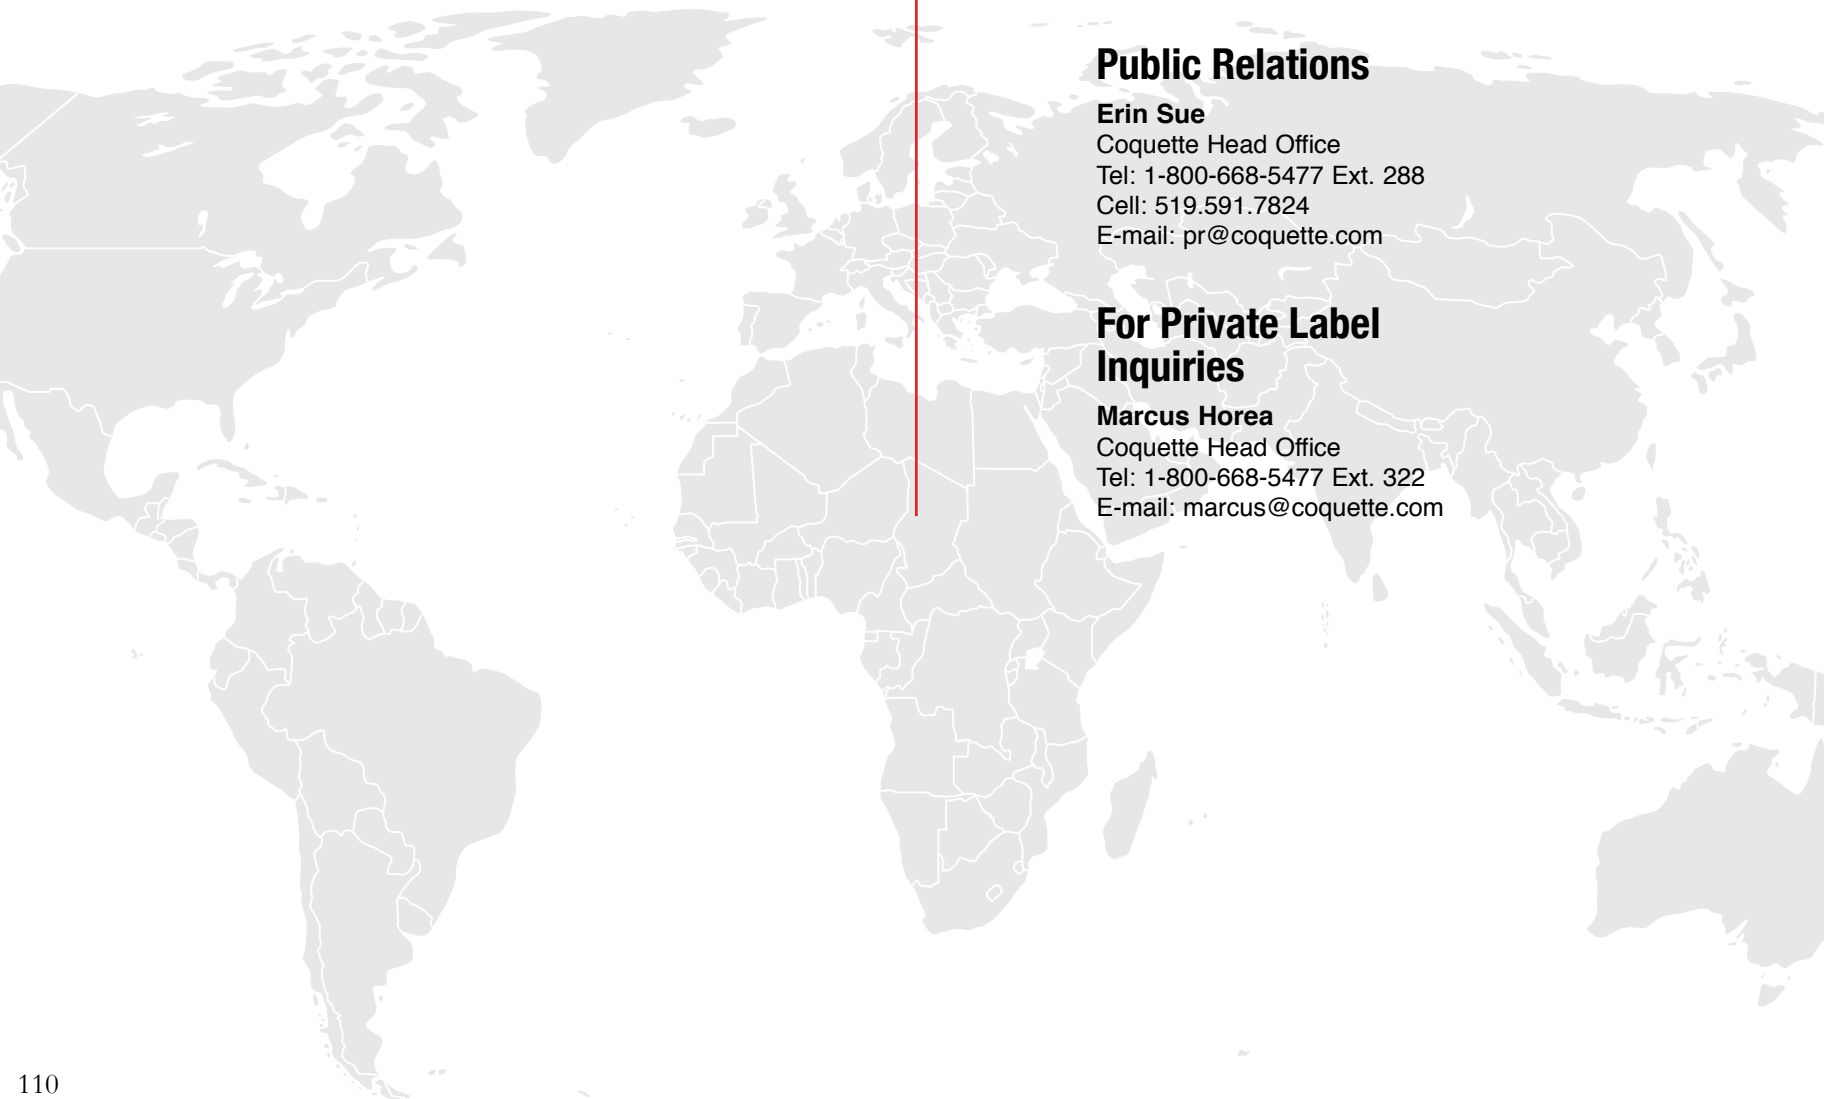 Public Relations
Erin Sue
Coquette Head Office
Tel: 1-800-668-5477 Ext. 288
Cell: 519.591.7824
E-mail: pr@coquette.com
For Private Label
Inquiries
Marcus Horea
Coquette Head Office
Tel: 1-800-668-5477 Ext. 322
E-mail: marcus@coquette.com
110